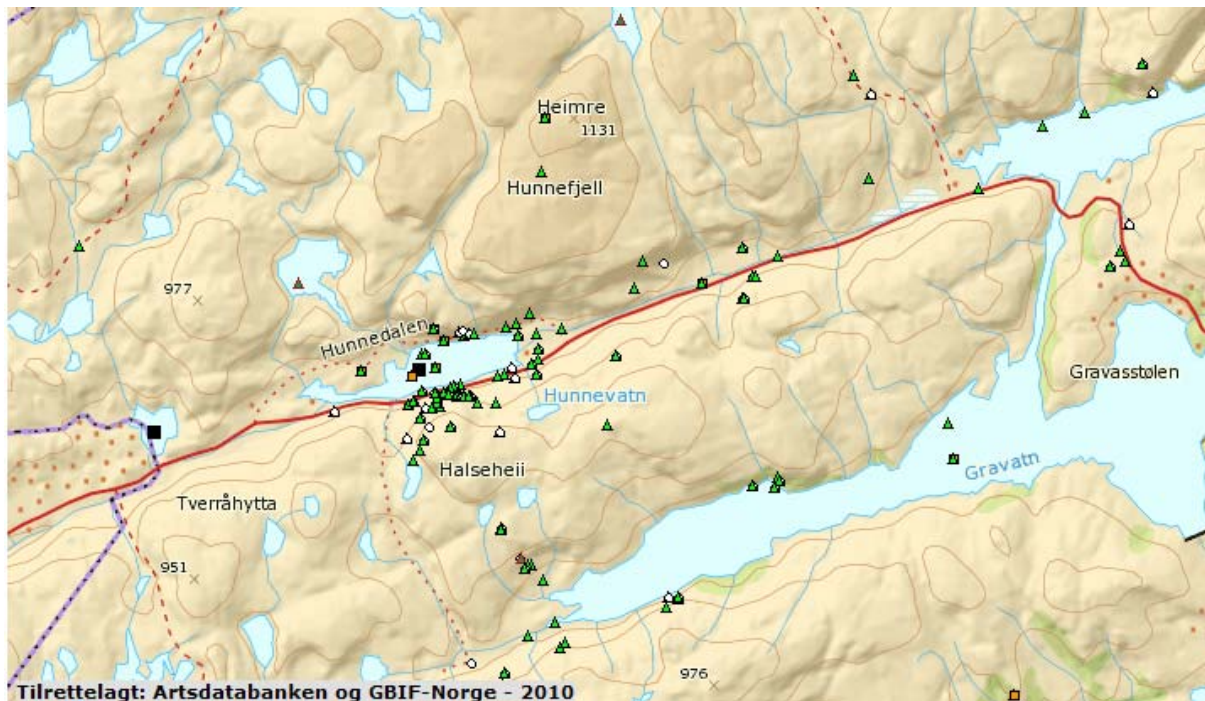 Heimre
1131
Hunnefjell
977
Hunnedalen
Hunnevatn
Gravasstølen
Halseheii
Gravatn
Tverråhytta
951
976
Tilrettelagt: Artsdatabanken og GBIF-Norge - 2010